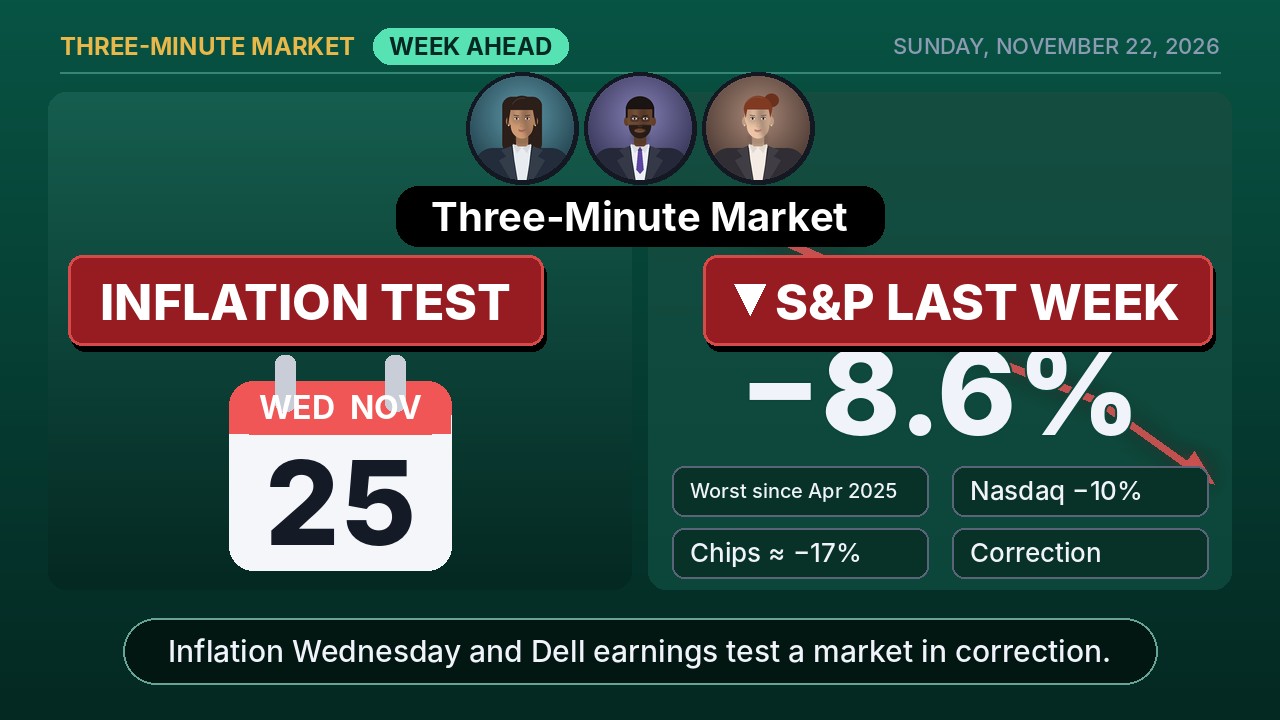 THREE-MINUTE MARKET
WEEK AHEAD
SUNDAY, NOVEMBER 22, 2026
Three-Minute Market
INFLATION TEST
WED NOV
25
▼ S&P LAST WEEK
−8.6%
Worst since Apr 2025
Nasdaq −10%
Chips ≈ −17%
Correction
Inflation Wednesday and Dell earnings test a market in correction.